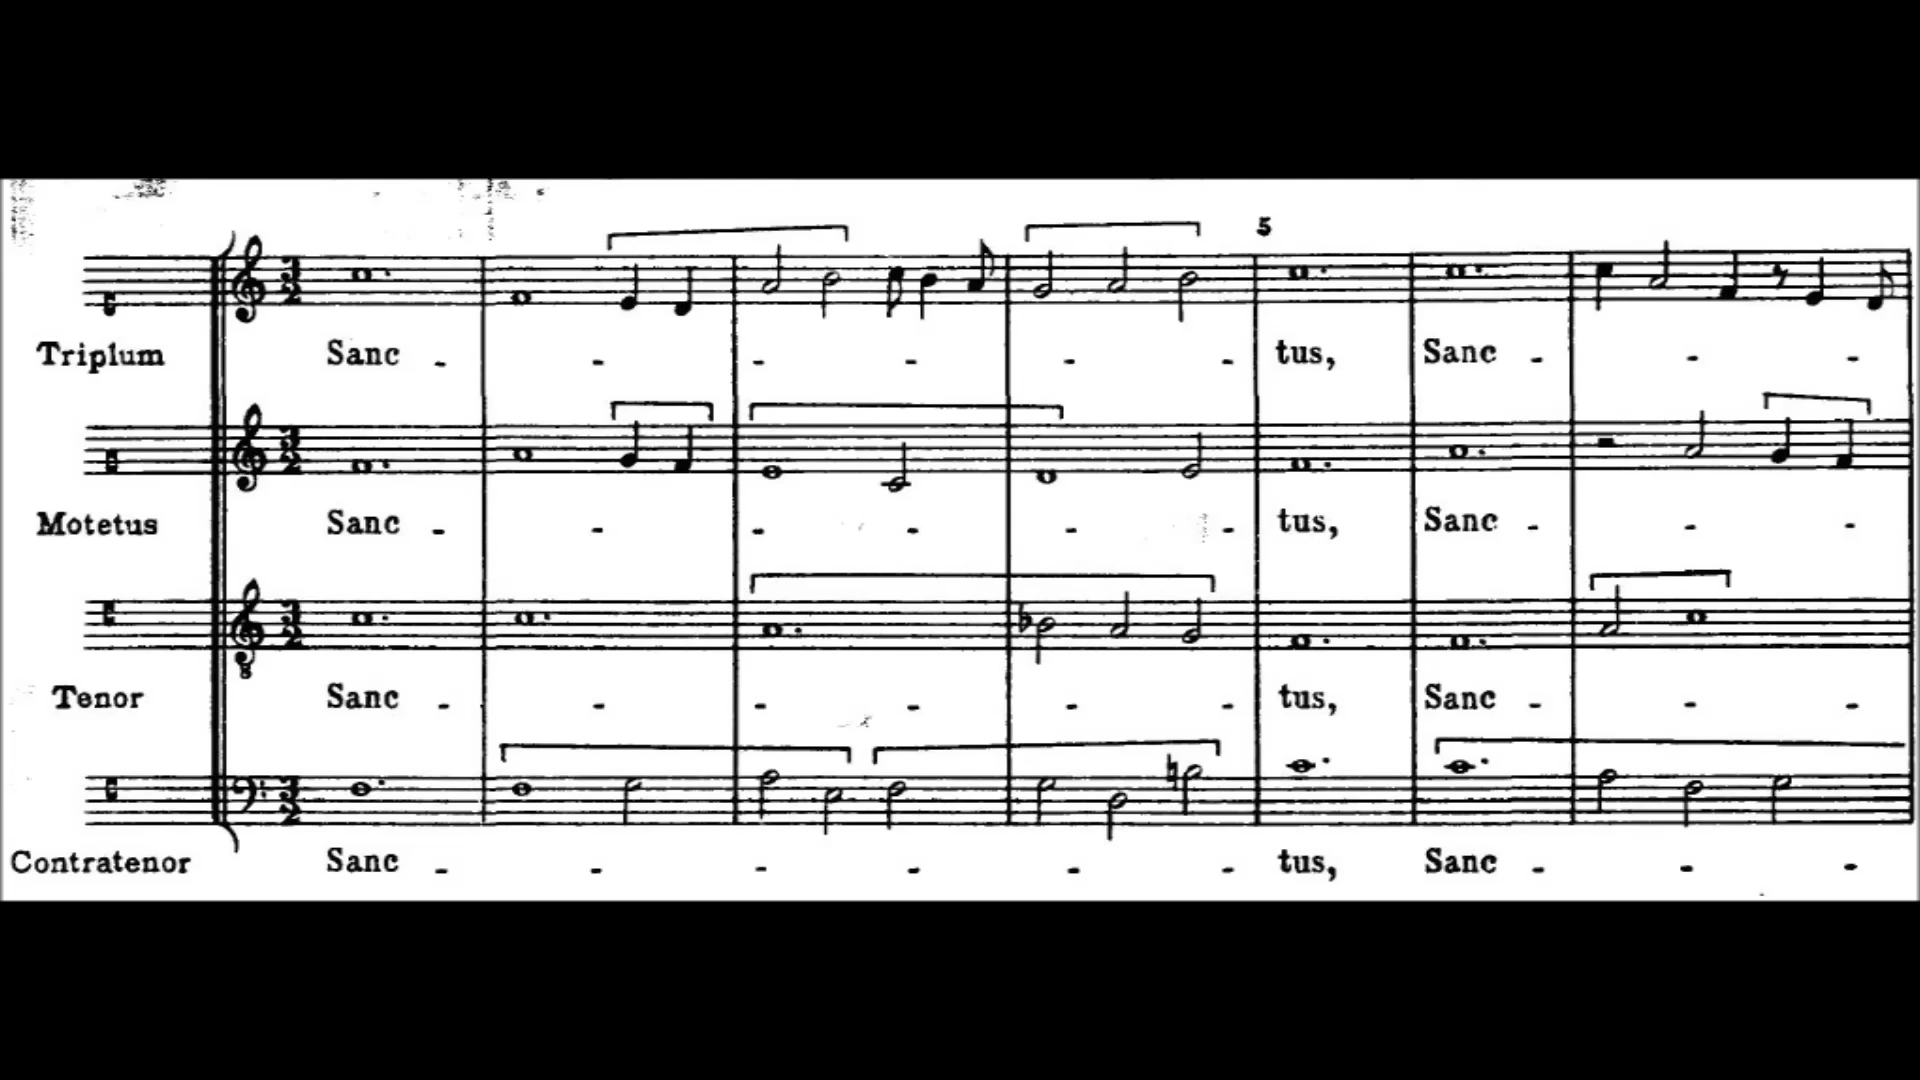 5
Triplum Sanc - - - - - - tus, Sanc - - -
Motetus Sanc - - - - - - tus, Sanc - - -
Tenor Sanc - - - - - - tus, Sanc - - -
Contratenor Sanc - - - - - - tus, Sanc - - -